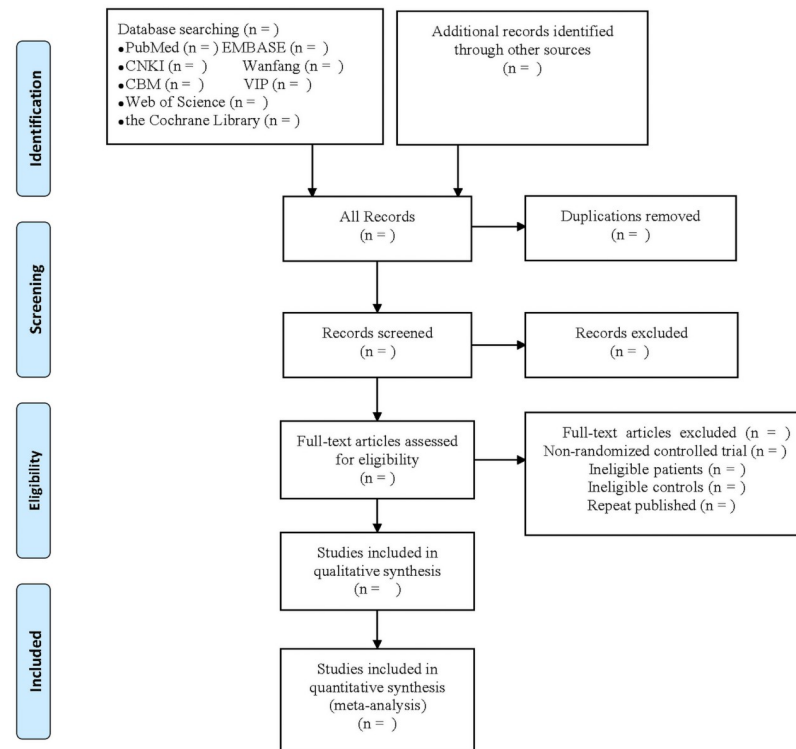 Identification
Database searching (n = )
•PubMed (n = ) EMBASE (n = )
•CNKI (n = ) Wanfang (n = )
•CBM (n = ) VIP (n = )
•Web of Science (n = )
•the Cochrane Library (n = )
Additional records identified
through other sources
(n = )
Screening
All Records
(n = )
Duplications removed
(n = )
Records screened
(n = )
Records excluded
(n = )
Eligibility
Full-text articles assessed
for eligibility
(n = )
Full-text articles excluded (n = )
Non-randomized controlled trial (n = )
Ineligible patients (n = )
Ineligible controls (n = )
Repeat published (n = )
Studies included in
qualitative synthesis
(n = )
Included
Studies included in
quantitative synthesis
(meta-analysis)
(n = )